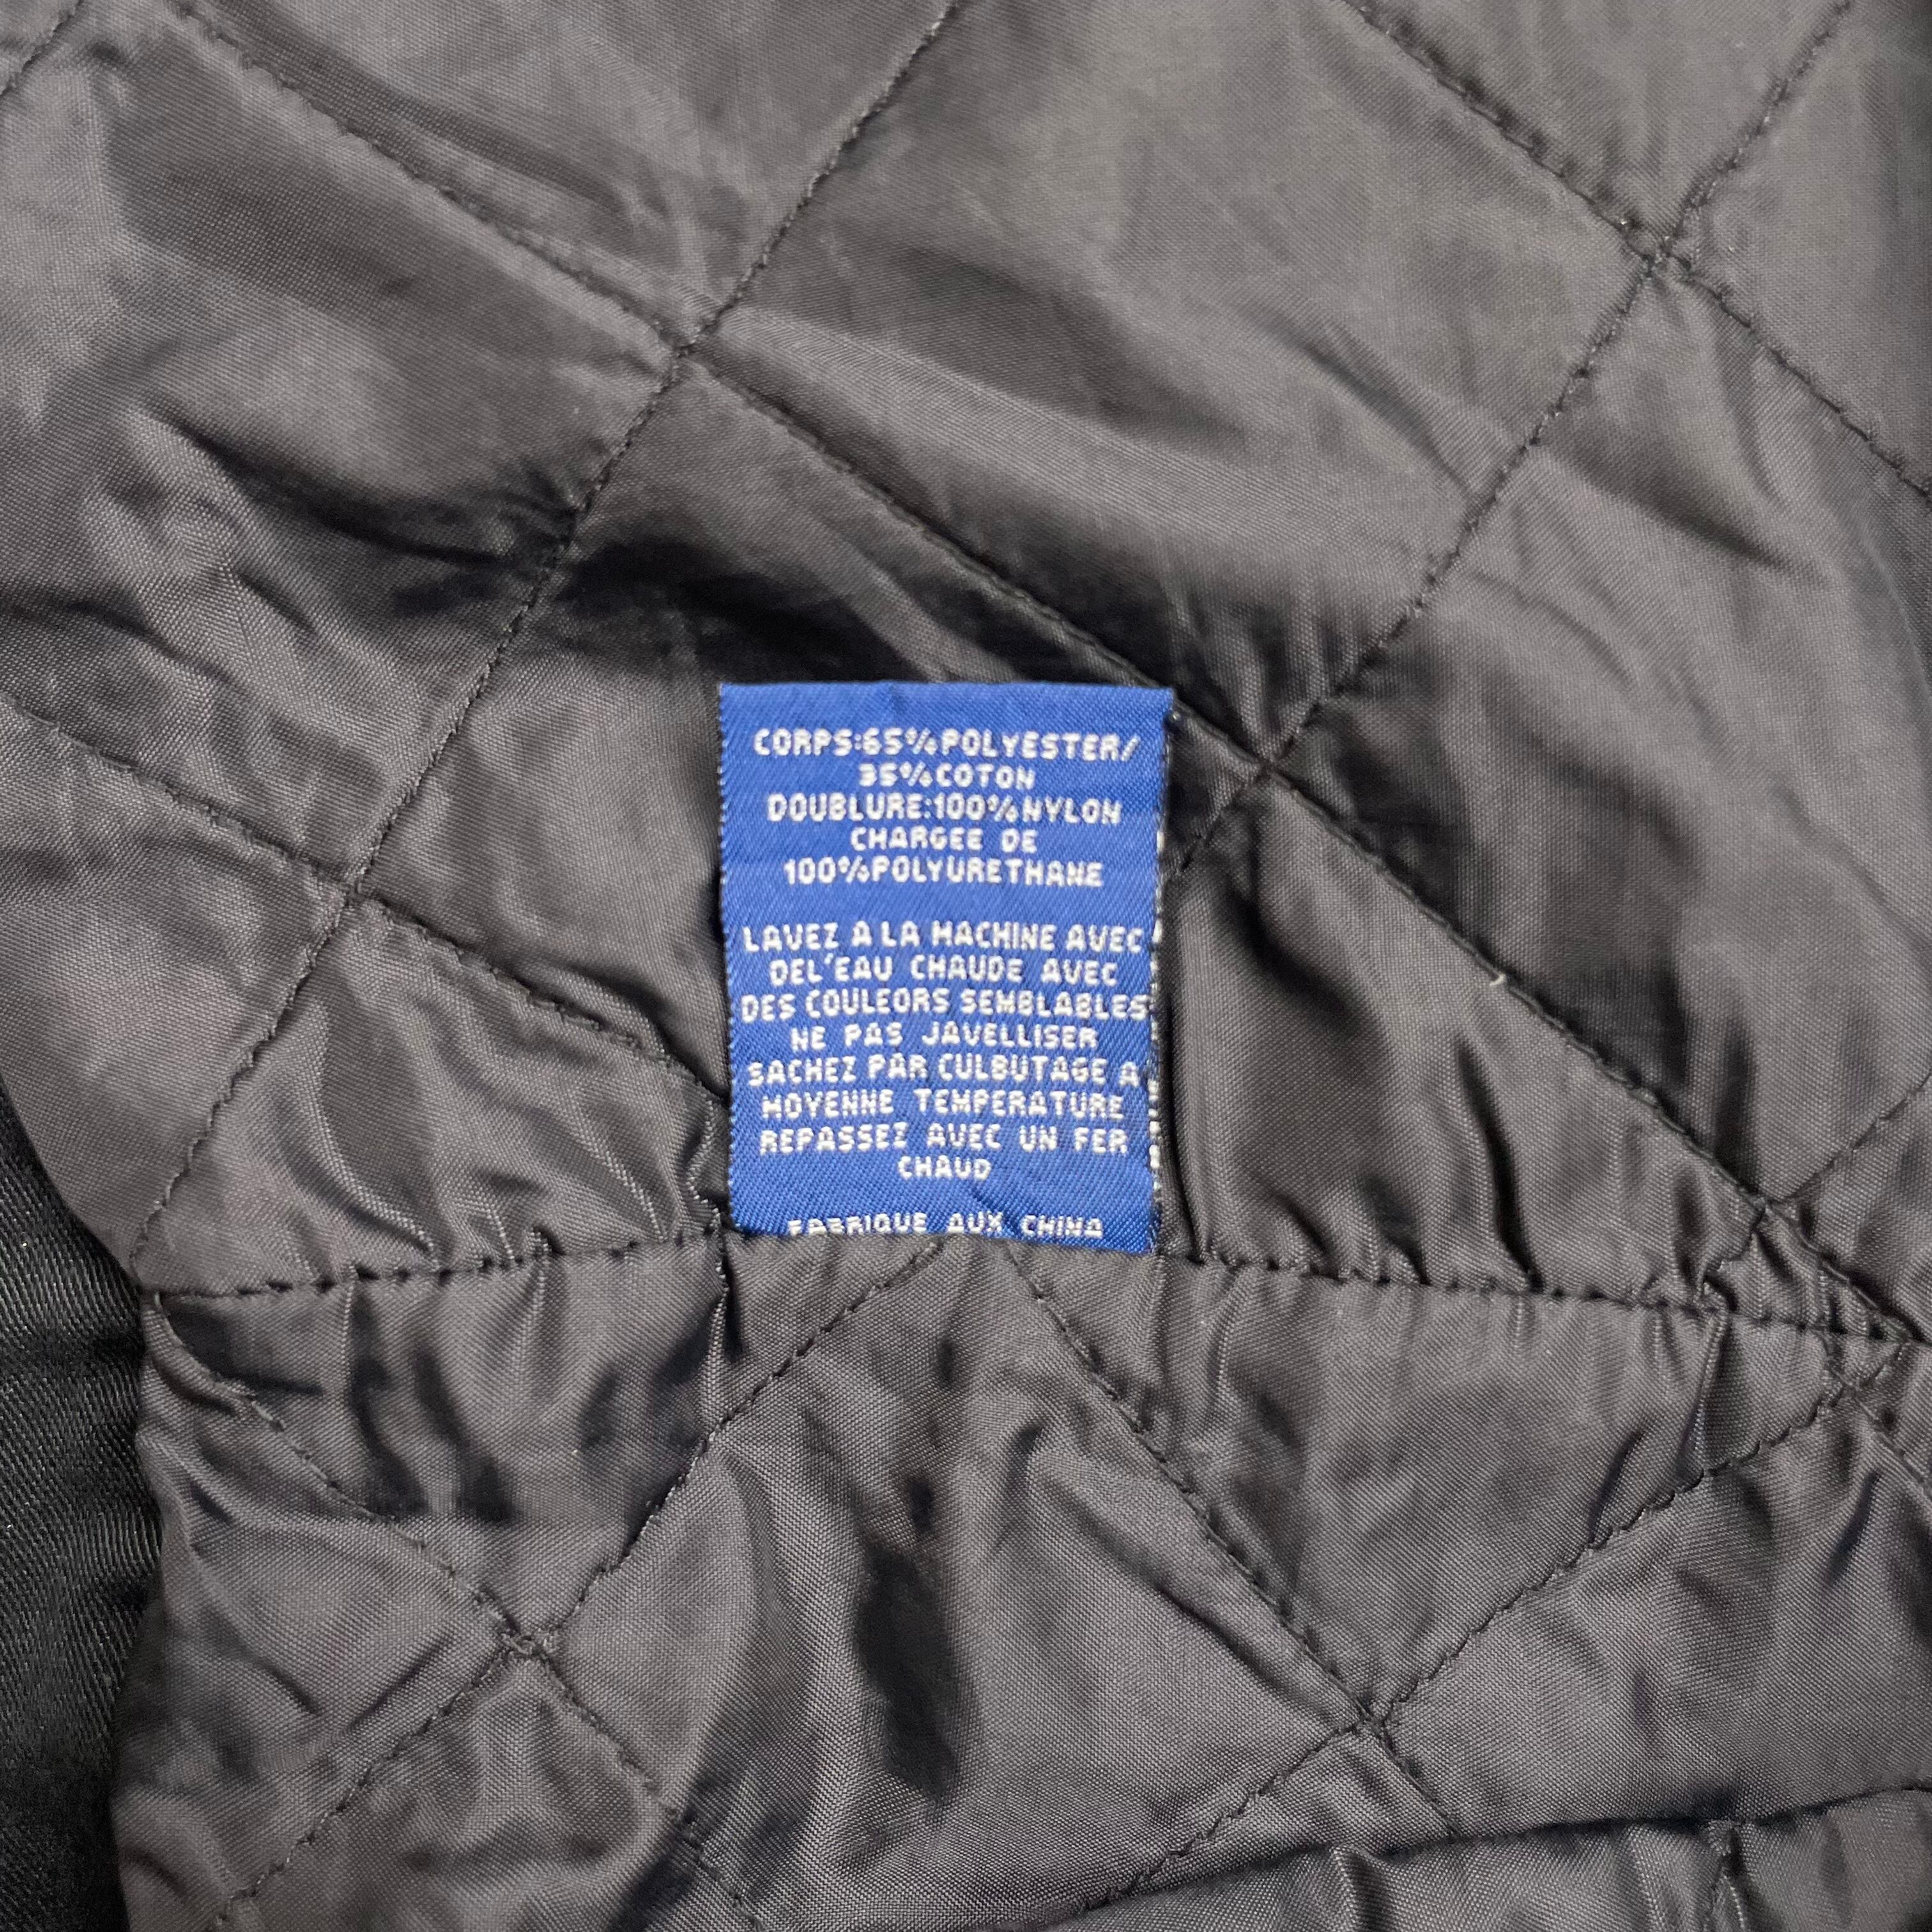 CORPS:65%POLYESTER/
35%COTON
DOUBLURE:100%NYLON
CHARGEE DE
100%POLYURETHANE
LAVEZ A LA MACHINE AVEC
DEL'EAU CHAUDE AVEC
DES COULEORS SEMBLABLES
NE PAS JAVELLISER
SACHEZ PAR CULBUTAGE A
MOYENNE TEMPERATURE
REPASSEZ AVEC UN FER
CHAUD
FABRIQUE AUX CHINA